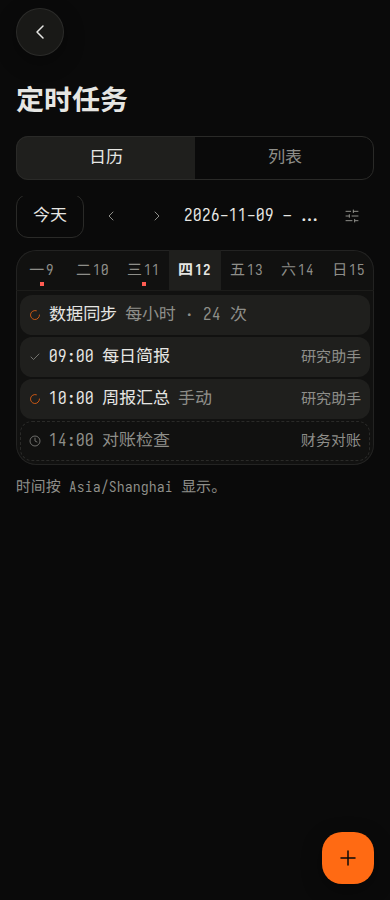 定时任务
日历 列表
今天 2026-11-09 – …
一9 二10 三11 四12 五13 六14 日15
数据同步 每小时 · 24 次
09:00 每日简报 研究助手
10:00 周报汇总 手动 研究助手
14:00 对账检查 财务对账
时间按 Asia/Shanghai 显示。